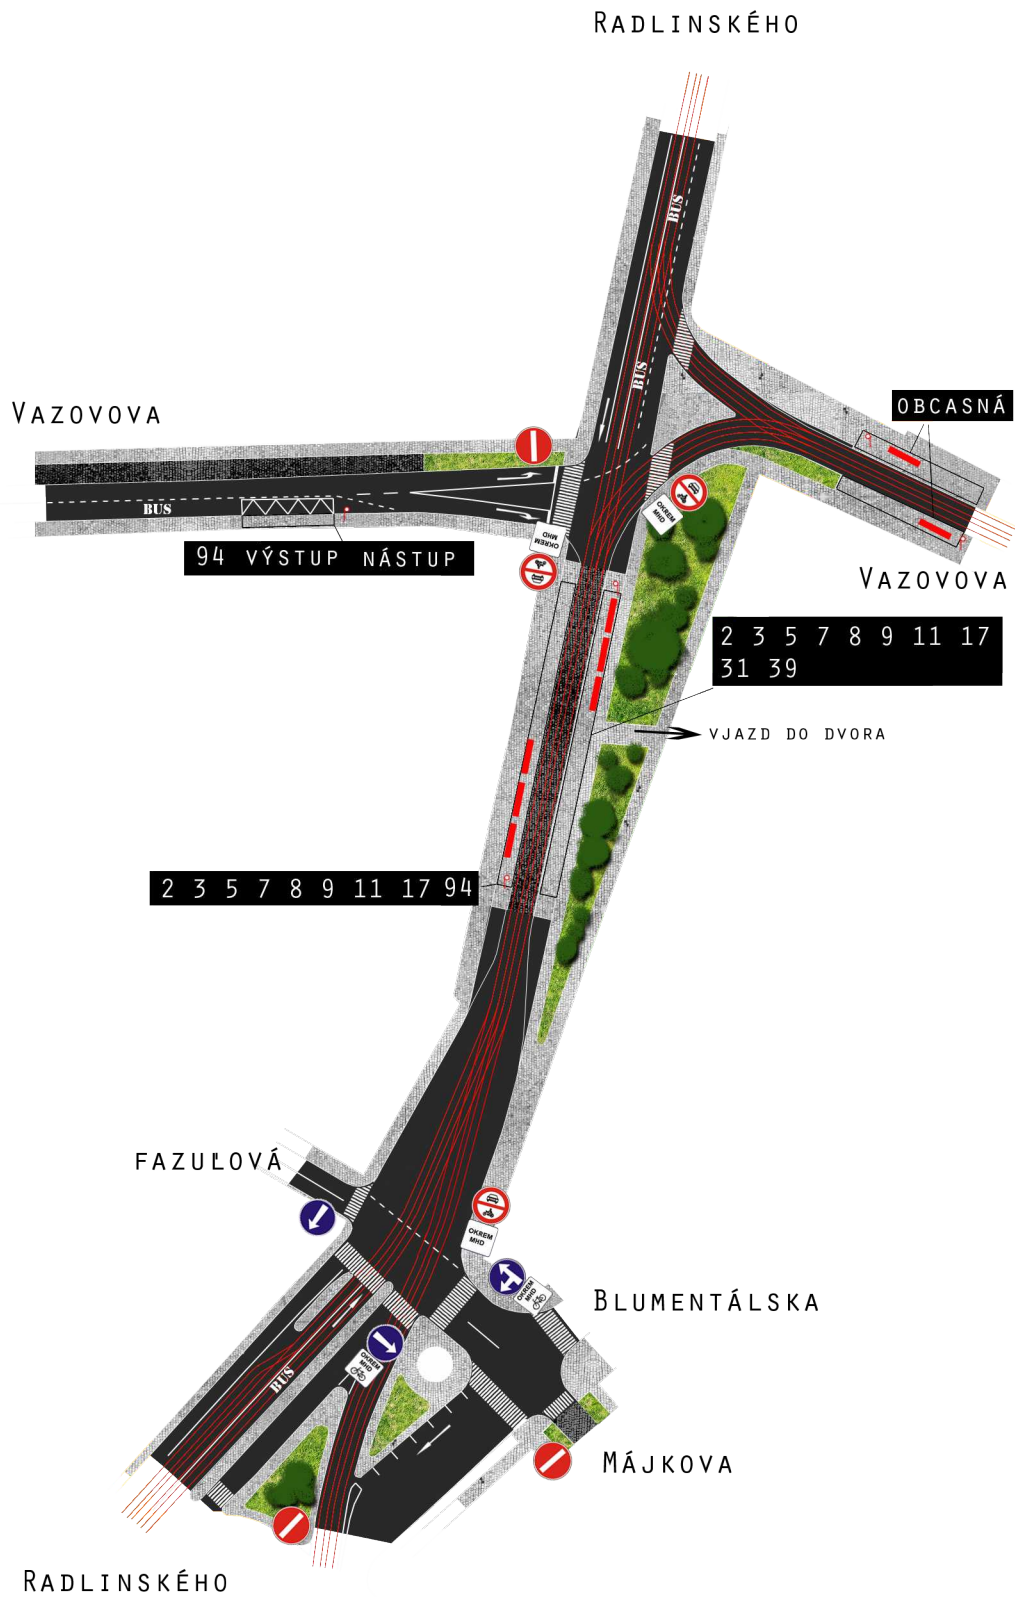 RADLINSKÉHO
BUS
BUS
VAZOVOVA
OBCASNÁ
BUS
OKREM
MHD
OKREM
MHD
94 VÝSTUP NÁSTUP
VAZOVOVA
2 3 5 7 8 9 11 17
31 39
VJAZD DO DVORA
2 3 5 7 8 9 11 17 94
FAZUĽOVÁ
OKREM
MHD
OKREM
MHD
BLUMENTÁLSKA
OKREM
MHD
BUS
MÁJKOVA
RADLINSKÉHO